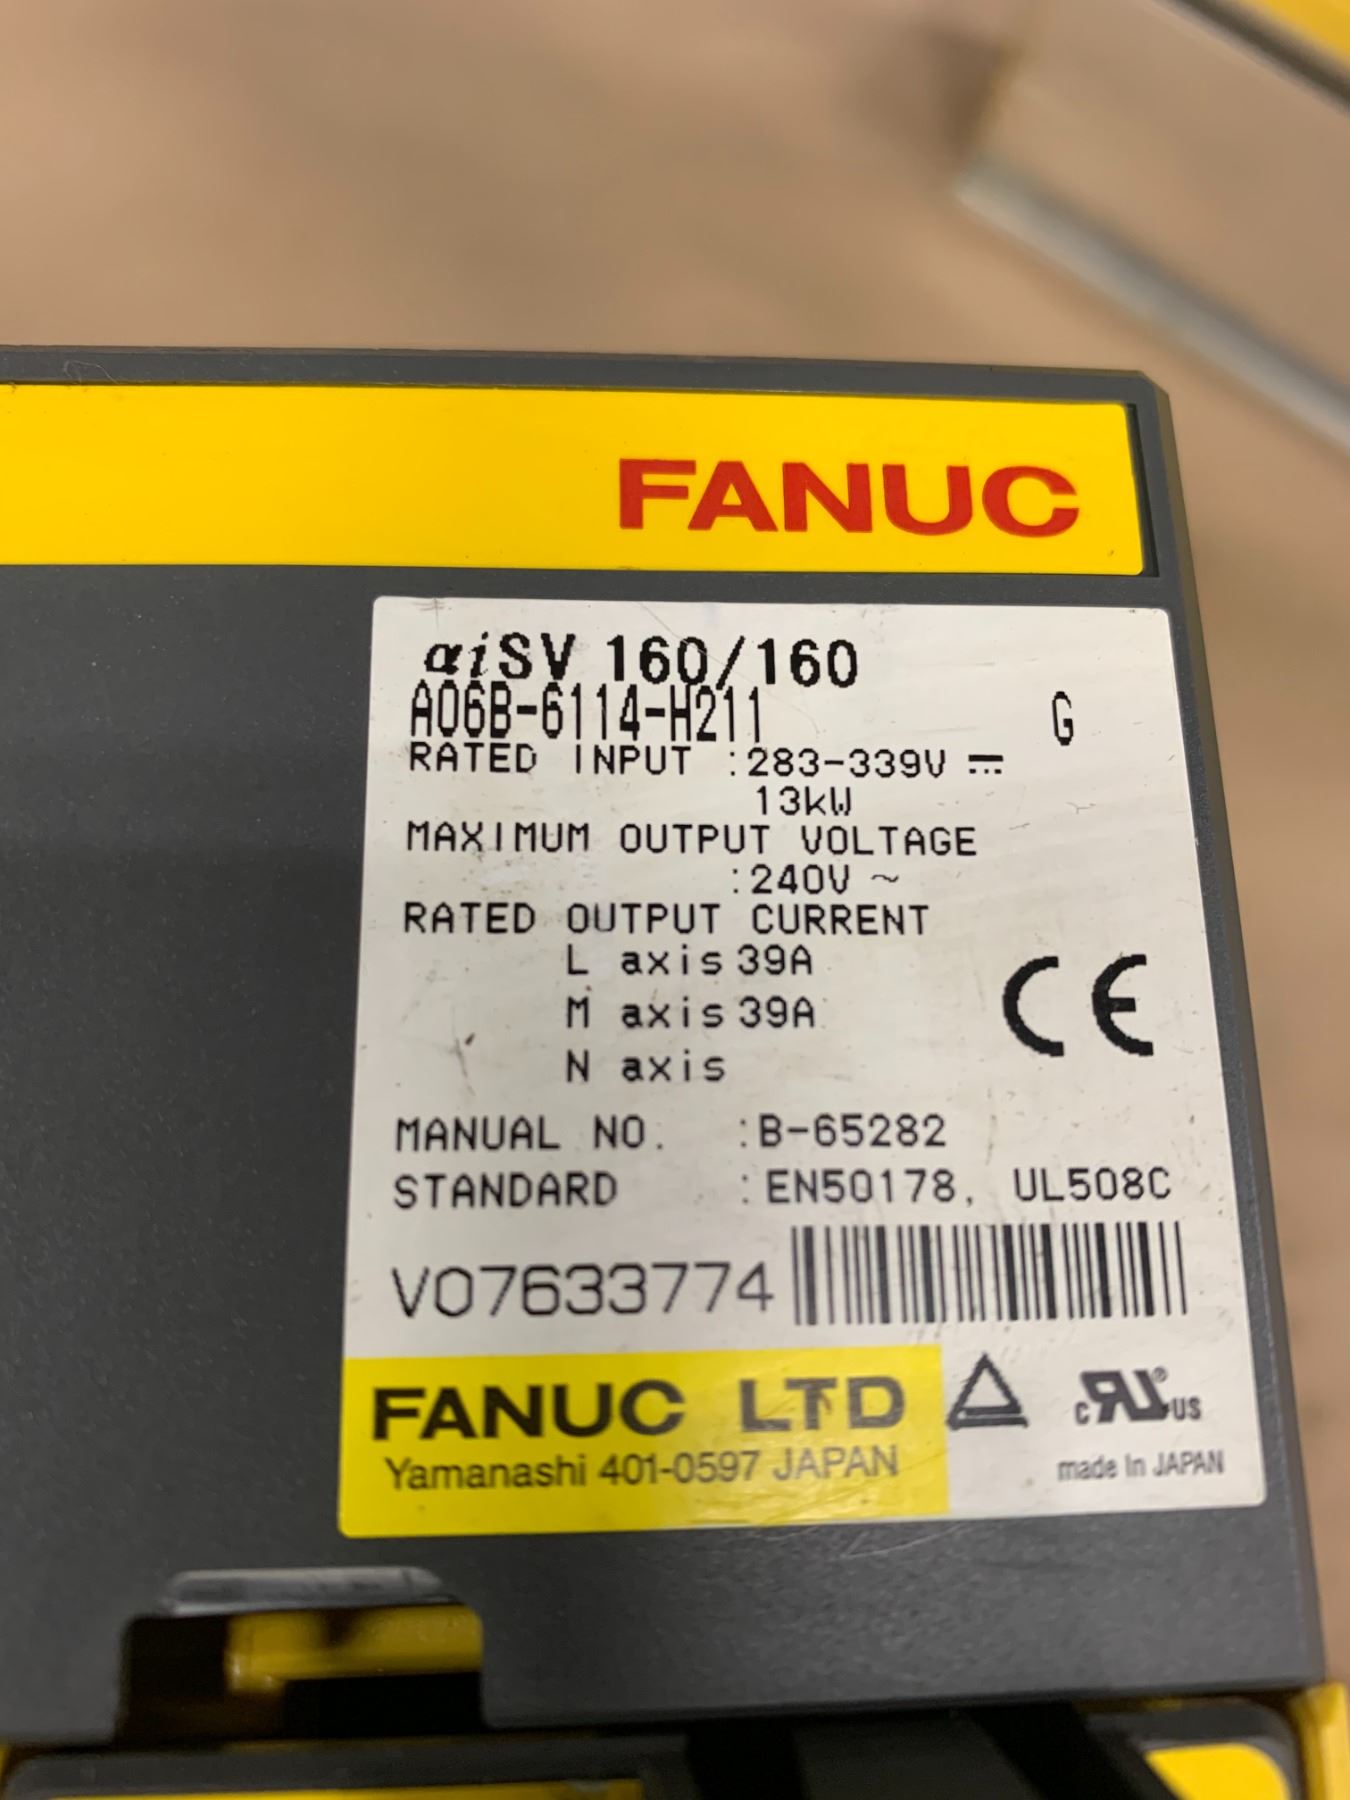 FANUC
αiSV 160/160
A06B-6114-H211 G
RATED INPUT :283-339V ⎓
13kW
MAXIMUM OUTPUT VOLTAGE
:240V ~
RATED OUTPUT CURRENT
L axis 39A
M axis 39A
N axis
CE
MANUAL NO. :B-65282
STANDARD :EN50178, UL508C
V07633774
FANUC LTD
Yamanashi 401-0597 JAPAN
c RU ® US
made in JAPAN